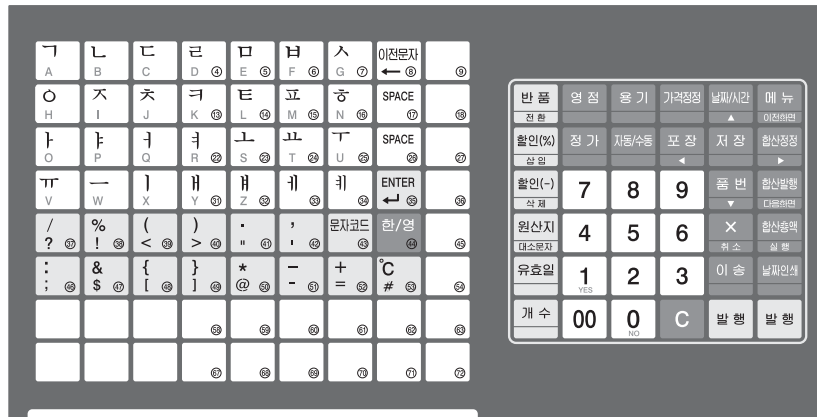 ㄱ ㄴ ㄷ ㄹ ㅁ ㅂ ㅅ 이전문자
A B C D ④ E ⑤ F ⑥ G ⑦ ← ⑧ ⑨
ㅇ ㅈ ㅊ ㅋ ㅌ ㅍ ㅎ SPACE
H I J K ⑬ L ⑭ M ⑮ N ⑯ ⑰ ⑱
ㅏ ㅑ ㅓ ㅕ ㅗ ㅛ ㅜ SPACE
O P Q R ㉒ S ㉓ T ㉔ U ㉕ ㉖ ㉗
ㅠ ㅡ ㅣ ㅐ ㅒ ㅔ ㅖ ENTER
V W X Y ㉛ Z ㉜ ㉝ ㉞ ↵ ㉟ ㊱
/ % ( ) . , 문자코드 한/영
? ㊲ ! ㊳ < ㊴ > ㊵ " ㊶ ' ㊷ ㊸ ㊹ ㊺
: & { } * _ + ℃
; ㊻ $ ㊼ [ ㊽ ] ㊾ @ ㊿ - 51 = 52 # 53 54
58 59 60 61 62 63
67 68 69 70 71 72
반 품 영 점 용 기 가격정정 날짜/시간 메 뉴
전 환 ▲ 이전하면
할인(%) 정 가 자동/수동 포 장 저 장 합산정정
삽 입 ◀ ▶
할인(-) 7 8 9 품 번 합산발행
삭 제 ▼ 다음화면
원산지 4 5 6 × 합산총액
대소문자 취 소 실 행
유효일 1 2 3 이 송 날짜인쇄
YES
개 수 00 0 C 발 행 발 행
NO